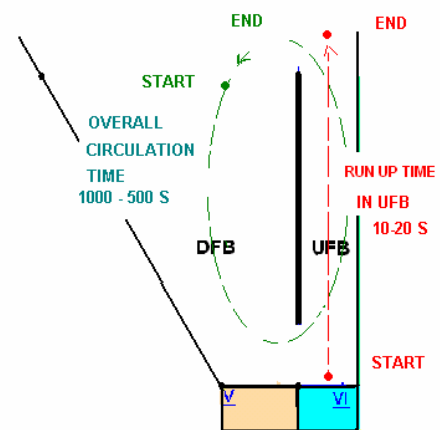 END
END
START
OVERALL
CIRCULATION
TIME
1000 - 500 S
RUN UP TIME
IN UFB
10-20 S
DFB
UFB
START
V
VI